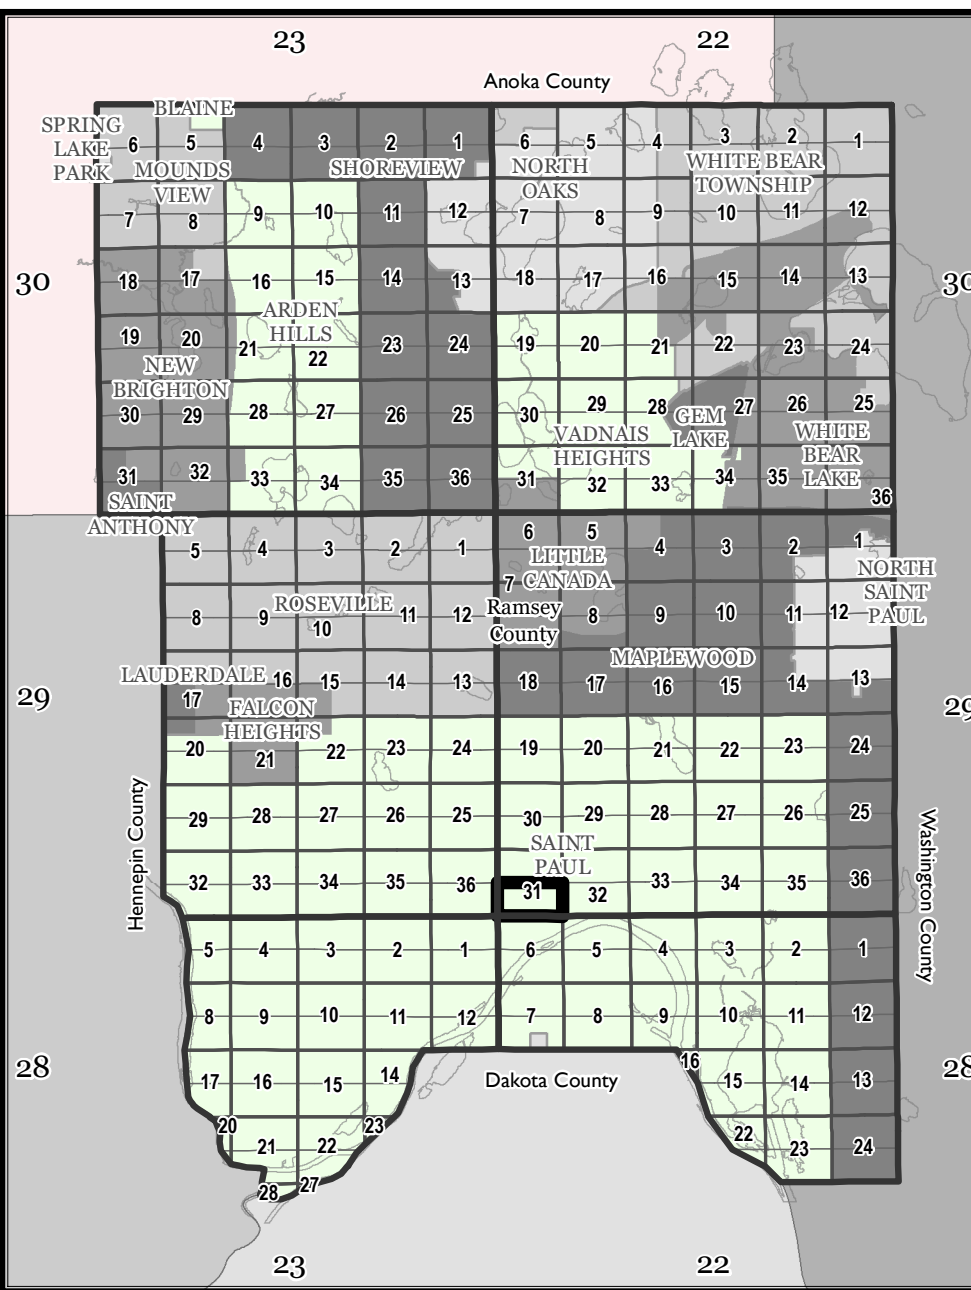 23 22
Anoka County
BLAINE
SPRING
LAKE
PARK
6 5 4 3 2 1 6 5 4 3 2 1
MOUNDS
VIEW
SHOREVIEW
NORTH
OAKS
WHITE BEAR
TOWNSHIP
7 8 9 10 11 12 7 8 9 10 11 12
30 18 17 16 15 14 13 18 17 16 15 14 13 30
ARDEN
HILLS
19 20 21 22 23 24 19 20 21 22 23 24
NEW
BRIGHTON
30 29 28 27 26 25 30 29 28 27 26 25
GEM
LAKE
VADNAIS
HEIGHTS
WHITE
BEAR
LAKE
31 32 33 34 35 36 31 32 33 34 35 36
SAINT
ANTHONY
5 4 3 2 1 6 5 4 3 2 1
LITTLE
CANADA
NORTH
SAINT
PAUL
ROSEVILLE
Ramsey
County
8 9 10 11 12 7 8 9 10 11 12
MAPLEWOOD
LAUDERDALE
29 17 16 15 14 13 18 17 16 15 14 13 29
FALCON
HEIGHTS
20 21 22 23 24 19 20 21 22 23 24
Hennepin County
29 28 27 26 25 30 29 28 27 26 25
Washington County
SAINT
PAUL
32 33 34 35 36 31 32 33 34 35 36
5 4 3 2 1 6 5 4 3 2 1
8 9 10 11 12 7 8 9 10 11 12
28 17 16 15 14 16 15 14 13 28
Dakota County
20 21 22 23 22 23 24
28 27
23 22